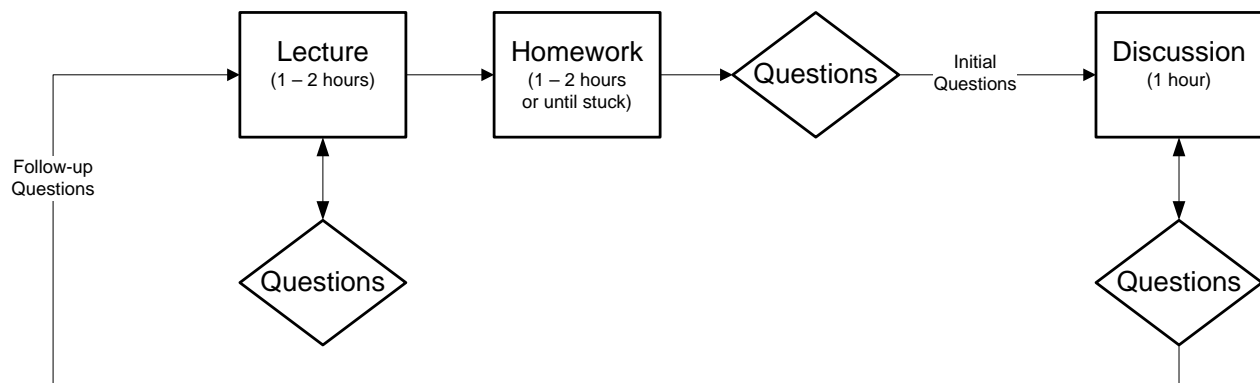 Lecture
(1 – 2 hours)
Homework
(1 – 2 hours
or until stuck)
Questions
Initial
Questions
Discussion
(1 hour)
Follow-up
Questions
Questions
Questions